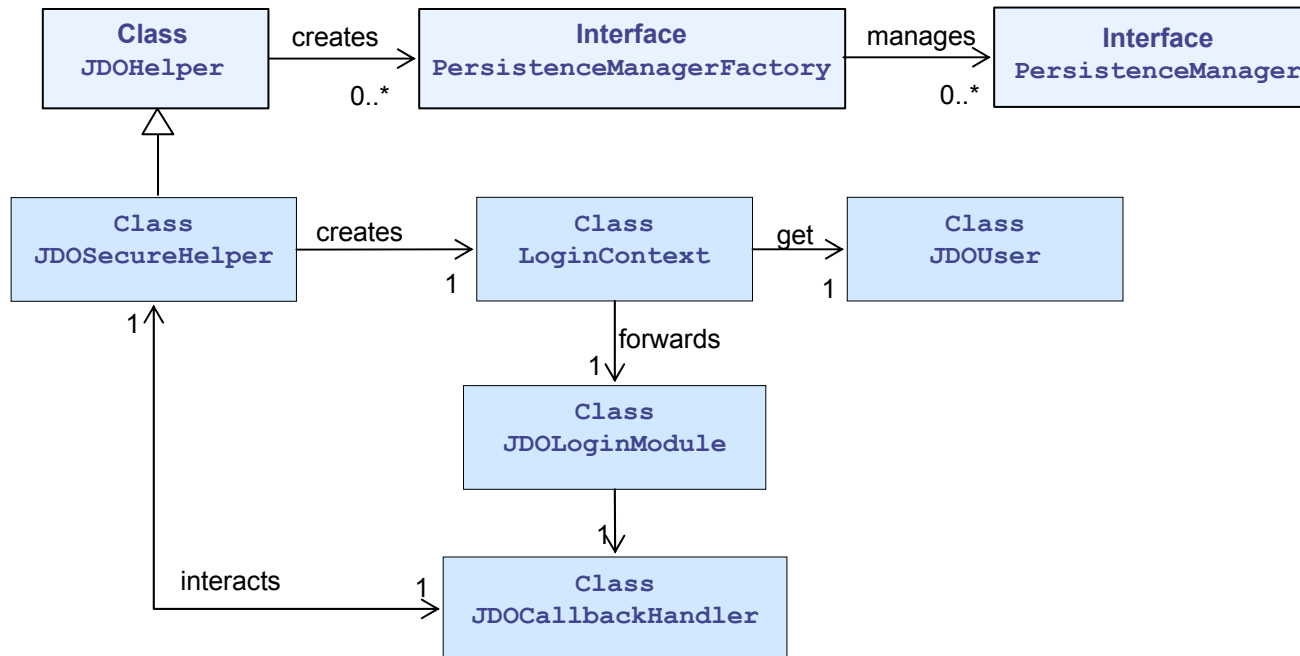 Class
JDOHelper
creates
0..*
Interface
PersistenceManagerFactory
manages
0..*
Interface
PersistenceManager
Class
JDOSecureHelper
creates
1
Class
LoginContext
get
1
Class
JDOUser
1
forwards
1
Class
JDOLoginModule
1
interacts
1
Class
JDOCallbackHandler